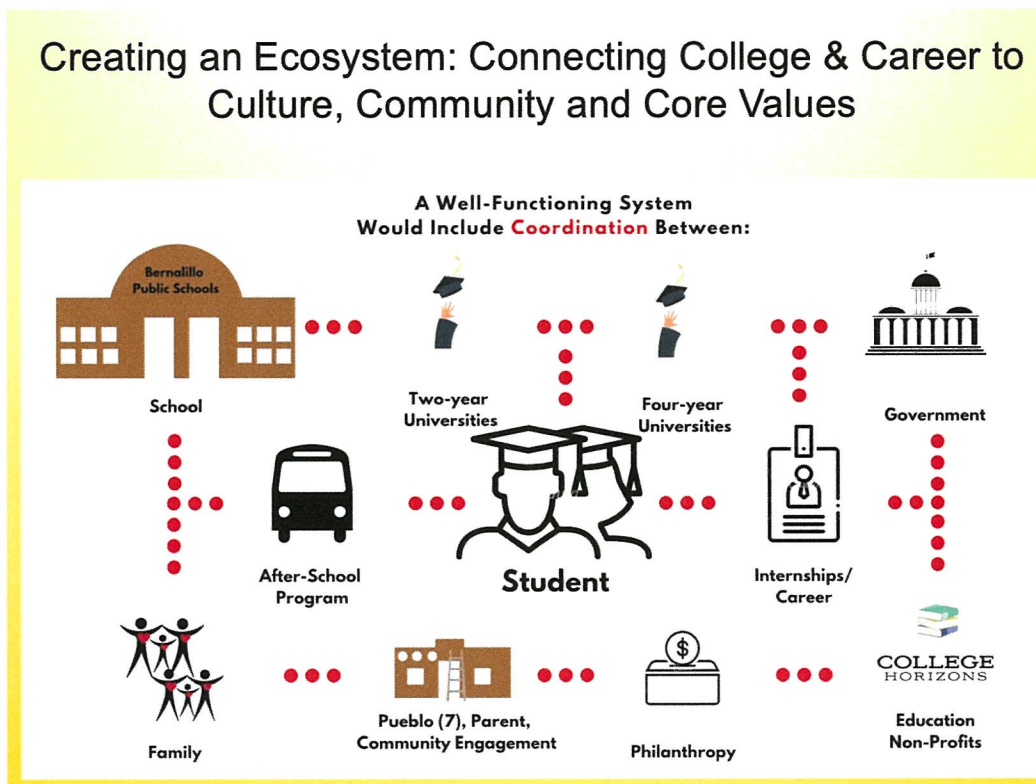 Creating an Ecosystem: Connecting College & Career to
Culture, Community and Core Values
A Well-Functioning System
Would Include Coordination Between:
Bernalillo
Public Schools
School
Two-year
Universities
Four-year
Universities
Government
After-School
Program
Student
Internships/
Career
Family
Pueblo (7), Parent,
Community Engagement
$
Philanthropy
COLLEGE
HORIZONS
Education
Non-Profits